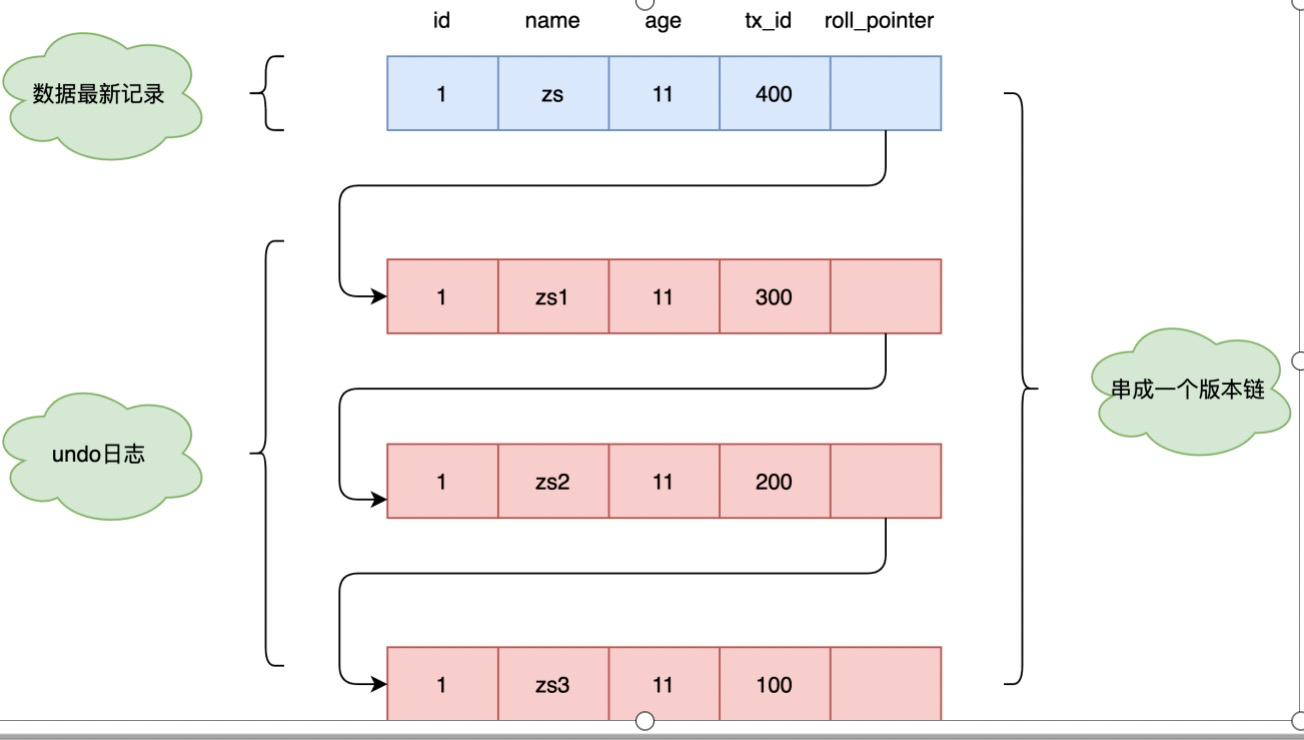 id name age tx_id roll_pointer
数据最新记录
1 zs 11 400
1 zs1 11 300
串成一个版本链
undo日志
1 zs2 11 200
1 zs3 11 100